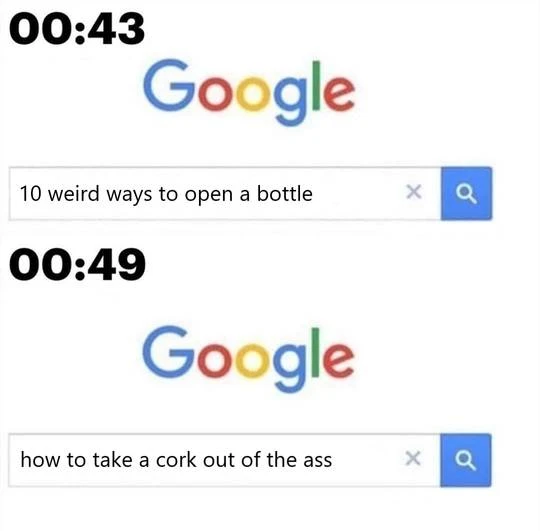 00:43
Google
10 weird ways to open a bottle
00:49
Google
how to take a cork out of the ass